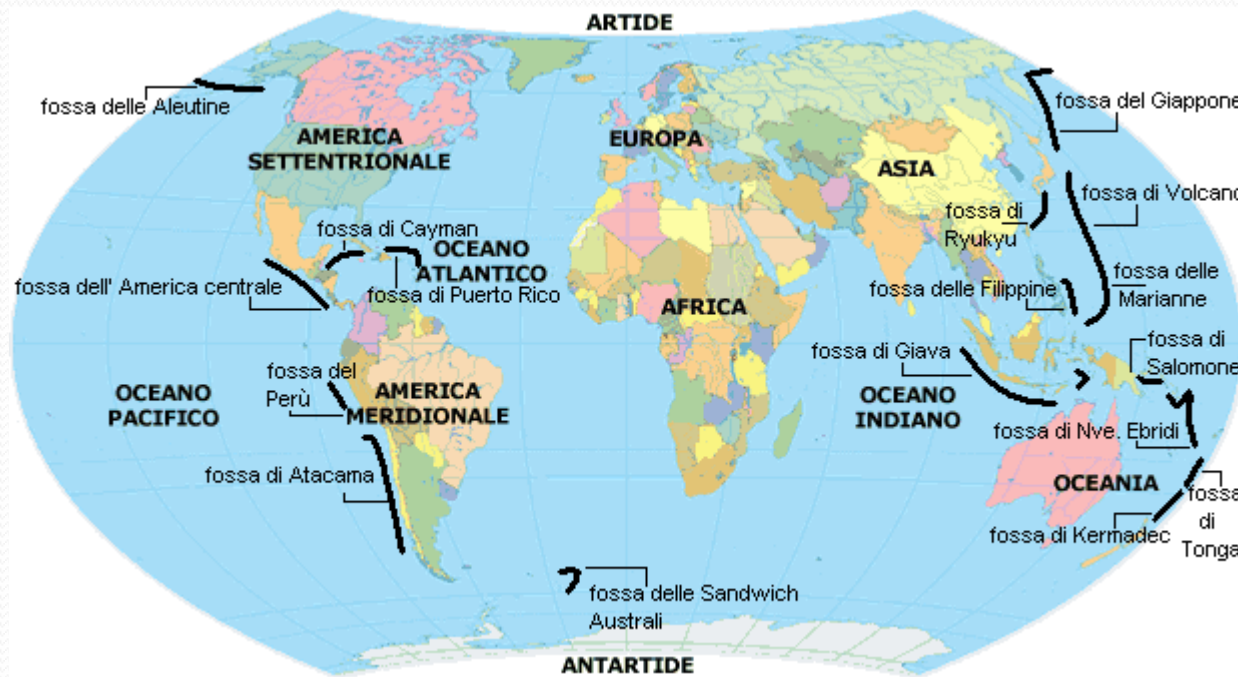 ARTIDE
fossa delle Aleutine
fossa del Giappone
AMERICA
SETTENTRIONALE
EUROPA
ASIA
fossa di Volcano
fossa di
Ryukyu
fossa di Cayman
OCEANO
ATLANTICO
fossa dell' America centrale
fossa di Puerto Rico
AFRICA
fossa delle Filippine
fossa delle
Marianne
fossa di
Salomone
fossa di Giava
fossa del
Perù
OCEANO
PACIFICO
AMERICA
MERIDIONALE
OCEANO
INDIANO
fossa di Nve. Ebridi
fossa di Atacama
OCEANIA
fossa
di
Tonga
fossa di Kermadec
fossa delle Sandwich
Australi
ANTARTIDE